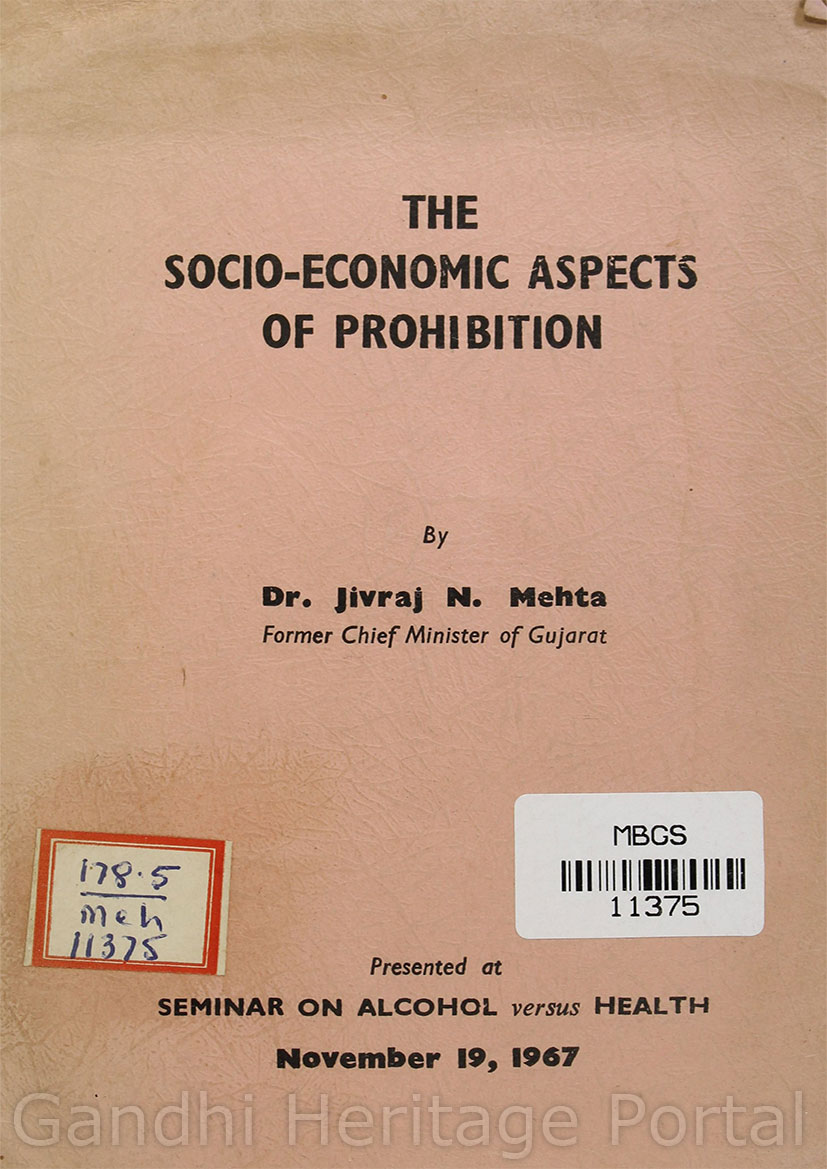 THE
SOCIO-ECONOMIC ASPECTS
OF PROHIBITION
By
Dr. Jivraj N. Mehta
Former Chief Minister of Gujarat
MBGS
11375
178.5
Meh
11375
Presented at
SEMINAR ON ALCOHOL versus HEALTH
November 19, 1967
Gandhi Heritage Portal